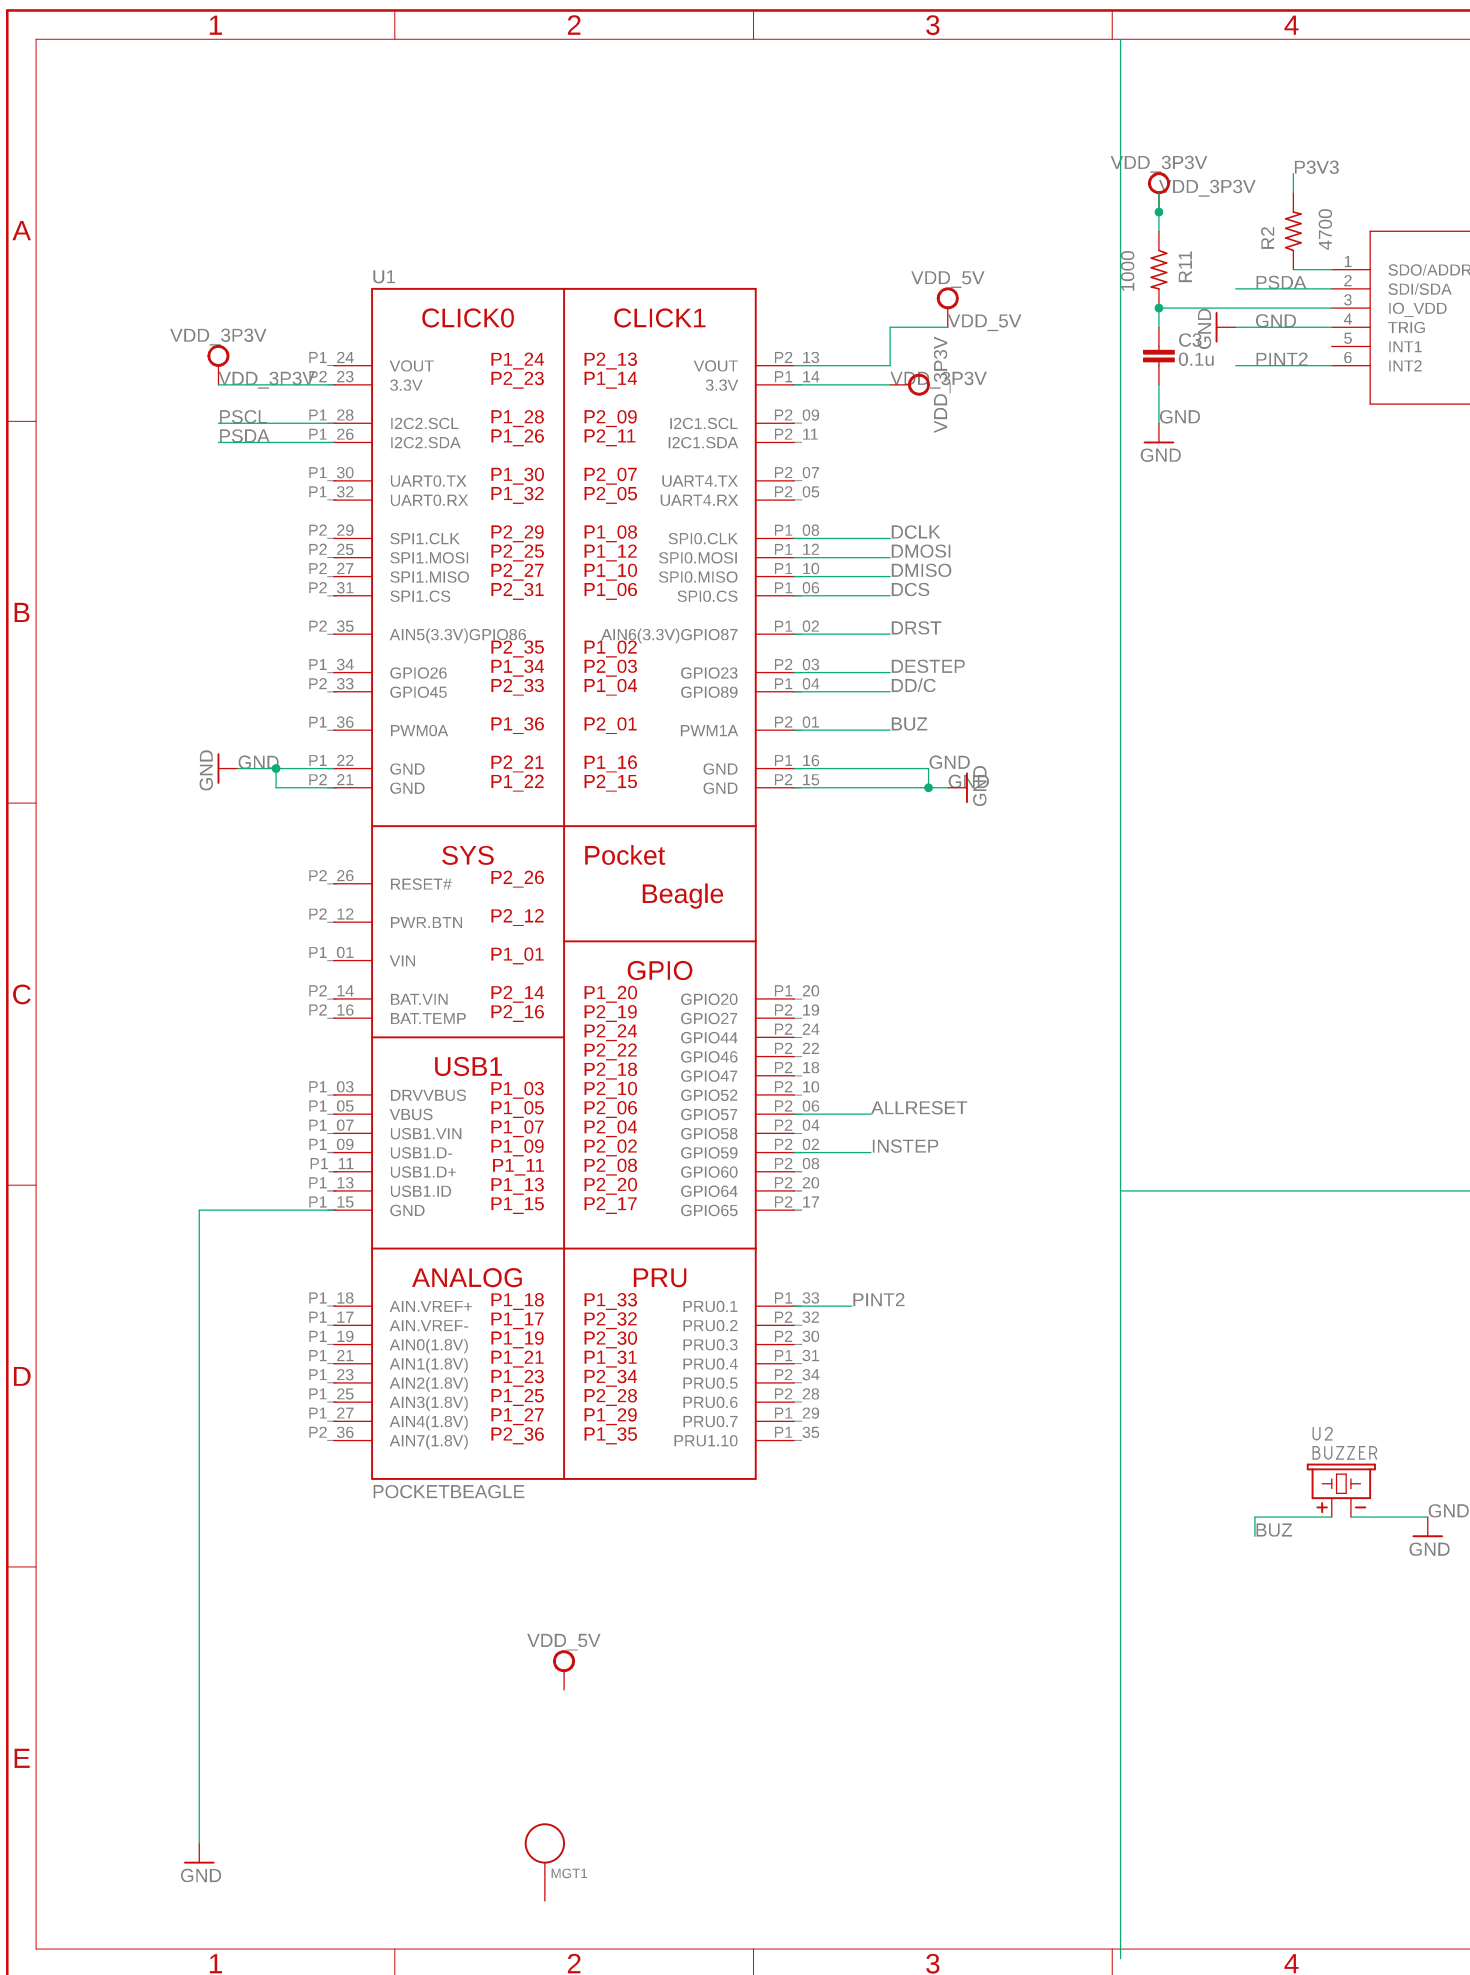 1 2 3 4
A
B
C
D
E
U1
CLICK0 CLICK1
VDD_3P3V
VDD_3P3V
P1_24 VOUT P1_24 P2_13 VOUT P2_13
P2_23 3.3V P2_23 P1_14 3.3V P1_14
VDD_5V
VDD_5V
VDD_3P3V
VDD_3P3V
PSCL P1_28 I2C2.SCL P1_28 P2_09 I2C1.SCL P2_09
PSDA P1_26 I2C2.SDA P1_26 P2_11 I2C1.SDA P2_11
P1_30 UART0.TX P1_30 P2_07 UART4.TX P2_07
P1_32 UART0.RX P1_32 P2_05 UART4.RX P2_05
P2_29 SPI1.CLK P2_29 P1_08 SPI0.CLK P1_08 DCLK
P2_25 SPI1.MOSI P2_25 P1_12 SPI0.MOSI P1_12 DMOSI
P2_27 SPI1.MISO P2_27 P1_10 SPI0.MISO P1_10 DMISO
P2_31 SPI1.CS P2_31 P1_06 SPI0.CS P1_06 DCS
P2_35 AIN5(3.3V)GPIO86 P2_35 P1_02 AIN6(3.3V)GPIO87 P1_02 DRST
P1_34 GPIO26 P1_34 P2_03 GPIO23 P2_03 DESTEP
P2_33 GPIO45 P2_33 P1_04 GPIO89 P1_04 DD/C
P1_36 PWM0A P1_36 P2_01 PWM1A P2_01 BUZ
GND GND P1_22 GND P2_21 P1_16 GND P1_16 GND
P2_21 GND P1_22 P2_15 GND P2_15 GND GND
SYS
Pocket
Beagle
P2_26 RESET# P2_26
P2_12 PWR.BTN P2_12
P1_01 VIN P1_01
P2_14 BAT.VIN P2_14
P2_16 BAT.TEMP P2_16
GPIO
P1_20 GPIO20 P1_20
P2_19 GPIO27 P2_19
P2_24 GPIO44 P2_24
P2_22 GPIO46 P2_22
P2_18 GPIO47 P2_18
P2_10 GPIO52 P2_10
P2_06 GPIO57 P2_06 ALLRESET
P2_04 GPIO58 P2_04
P2_02 GPIO59 P2_02 INSTEP
P2_08 GPIO60 P2_08
P2_20 GPIO64 P2_20
P2_17 GPIO65 P2_17
USB1
P1_03 DRVVBUS P1_03
P1_05 VBUS P1_05
P1_07 USB1.VIN P1_07
P1_09 USB1.D- P1_09
P1_11 USB1.D+ P1_11
P1_13 USB1.ID P1_13
P1_15 GND P1_15
ANALOG PRU
P1_18 AIN.VREF+ P1_18 P1_33 PRU0.1 P1_33 PINT2
P1_17 AIN.VREF- P1_17 P2_32 PRU0.2 P2_32
P1_19 AIN0(1.8V) P1_19 P2_30 PRU0.3 P2_30
P1_21 AIN1(1.8V) P1_21 P1_31 PRU0.4 P1_31
P1_23 AIN2(1.8V) P1_23 P2_34 PRU0.5 P2_34
P1_25 AIN3(1.8V) P1_25 P2_28 PRU0.6 P2_28
P1_27 AIN4(1.8V) P1_27 P1_29 PRU0.7 P1_29
P2_36 AIN7(1.8V) P2_36 P1_35 PRU1.10 P1_35
POCKETBEAGLE
VDD_5V
MGT1
GND
VDD_3P3V
VDD_3P3V
P3V3
1000
R11
R2
4700
1 SDO/ADDR
PSDA 2 SDI/SDA
3 IO_VDD
GND GND 4 TRIG
5 INT1
PINT2 6 INT2
C3
0.1u
GND
GND
U2
BUZZER
+ −
BUZ
GND
GND
1 2 3 4